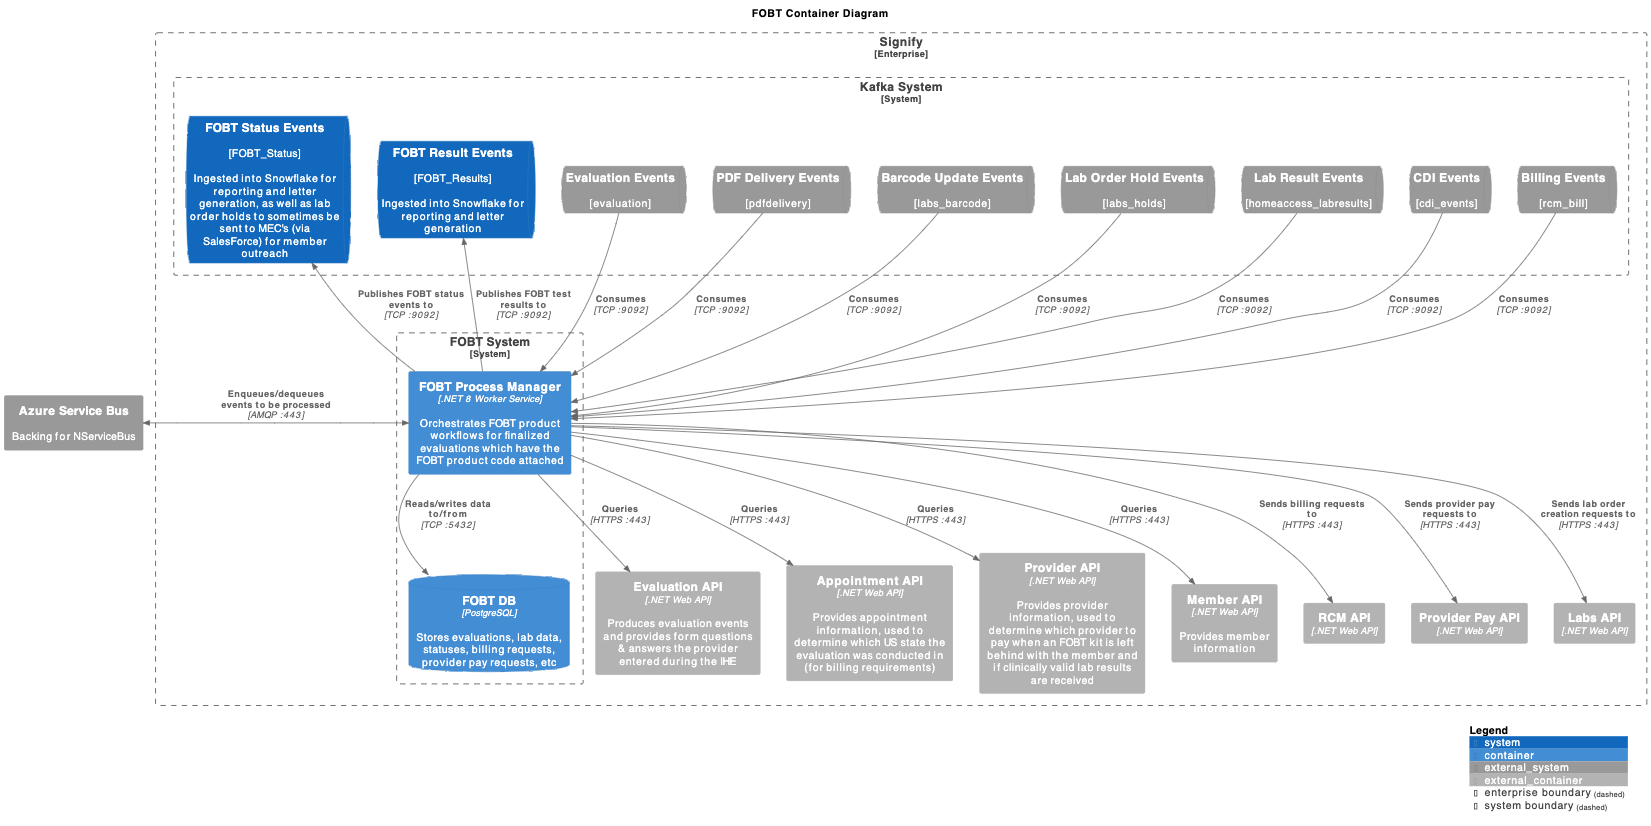 FOBT Container Diagram
Signify
[Enterprise]
Kafka System
[System]
FOBT Status Events
[FOBT_Status]
Ingested into Snowflake for
reporting and letter
generation, as well as lab
order holds to sometimes be
sent to MEC's (via
SalesForce) for member
outreach
FOBT Result Events
[FOBT_Results]
Ingested into Snowflake for
reporting and letter
generation
Evaluation Events
[evaluation]
PDF Delivery Events
[pdfdelivery]
Barcode Update Events
[labs_barcode]
Lab Order Hold Events
[labs_holds]
Lab Result Events
[homeaccess_labresults]
CDI Events
[cdi_events]
Billing Events
[rcm_bill]
Publishes FOBT status
events to
[TCP :9092]
Publishes FOBT test
results to
[TCP :9092]
Consumes
[TCP :9092]
Consumes
[TCP :9092]
Consumes
[TCP :9092]
Consumes
[TCP :9092]
Consumes
[TCP :9092]
Consumes
[TCP :9092]
Consumes
[TCP :9092]
FOBT System
[System]
FOBT Process Manager
[.NET 8 Worker Service]
Orchestrates FOBT product
workflows for finalized
evaluations which have the
FOBT product code attached
Azure Service Bus
Backing for NServiceBus
Enqueues/dequeues
events to be processed
[AMQP :443]
Reads/writes data
to/from
[TCP :5432]
Queries
[HTTPS :443]
Queries
[HTTPS :443]
Queries
[HTTPS :443]
Queries
[HTTPS :443]
Sends billing requests
to
[HTTPS :443]
Sends provider pay
requests to
[HTTPS :443]
Sends lab order
creation requests to
[HTTPS :443]
FOBT DB
[PostgreSQL]
Stores evaluations, lab data,
statuses, billing requests,
provider pay requests, etc
Evaluation API
[.NET Web API]
Produces evaluation events
and provides form questions
& answers the provider
entered during the IHE
Appointment API
[.NET Web API]
Provides appointment
information, used to
determine which US state the
evaluation was conducted in
(for billing requirements)
Provider API
[.NET Web API]
Provides provider
information, used to
determine which provider to
pay when an FOBT kit is left
behind with the member and
if clinically valid lab results
are received
Member API
[.NET Web API]
Provides member
information
RCM API
[.NET Web API]
Provider Pay API
[.NET Web API]
Labs API
[.NET Web API]
Legend
system
container
external_system
external_container
enterprise boundary (dashed)
system boundary (dashed)